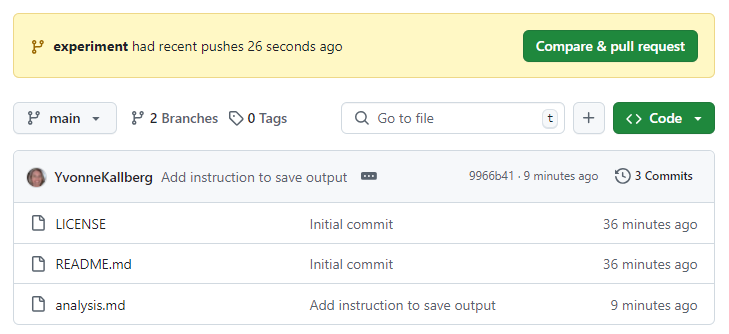 experiment had recent pushes 26 seconds ago Compare & pull request
main 2 Branches 0 Tags Go to file t Code
YvonneKallberg Add instruction to save output 9966b41 · 9 minutes ago 3 Commits
LICENSE Initial commit 36 minutes ago
README.md Initial commit 36 minutes ago
analysis.md Add instruction to save output 9 minutes ago